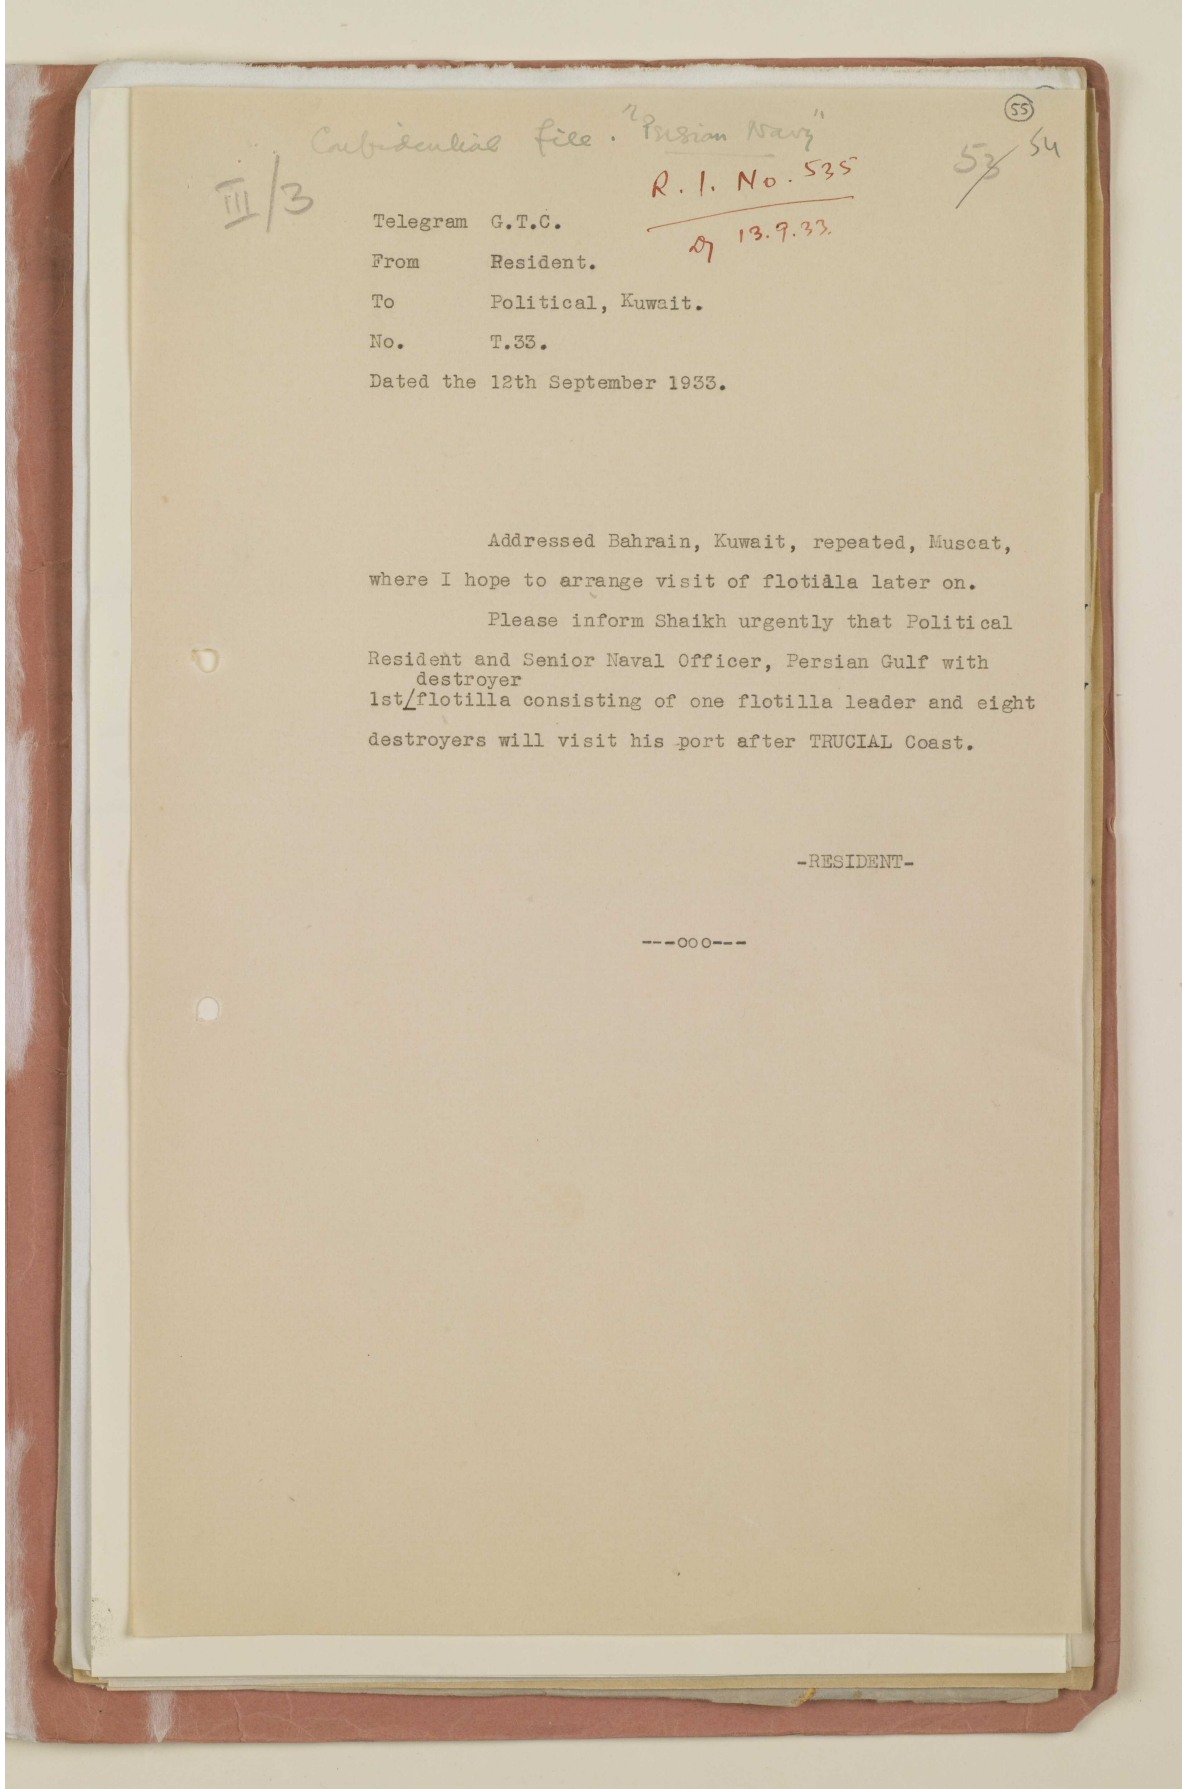 55
Confidential file. "Persian Navy"
53 54
III/3
R. I. No. 535
D/ 13.9.33.
Telegram G.T.C.
From Resident.
To Political, Kuwait.
No. T.33.
Dated the 12th September 1933.
Addressed Bahrain, Kuwait, repeated, Muscat,
where I hope to arrange visit of flotilla later on.
Please inform Shaikh urgently that Political
Resident and Senior Naval Officer, Persian Gulf with
destroyer
1st/flotilla consisting of one flotilla leader and eight
destroyers will visit his port after TRUCIAL Coast.
-RESIDENT-
---ooo---